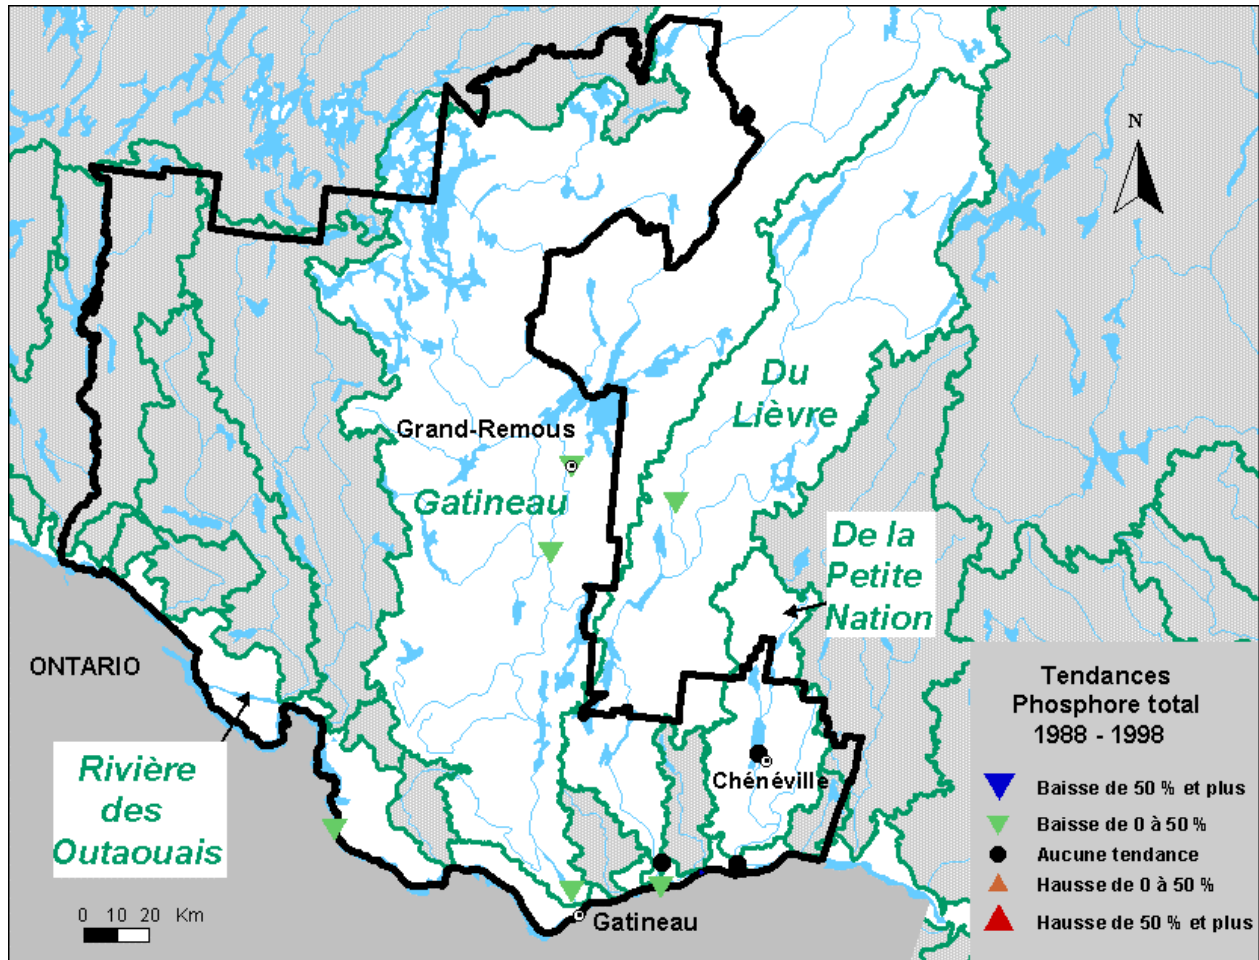 N
Du
Lièvre
Grand-Remous
Gatineau
De la
Petite
Nation
ONTARIO
Rivière
des
Outaouais
Chénéville
Gatineau
0 10 20 Km
Tendances
Phosphore total
1988 - 1998
Baisse de 50 % et plus
Baisse de 0 à 50 %
Aucune tendance
Hausse de 0 à 50 %
Hausse de 50 % et plus